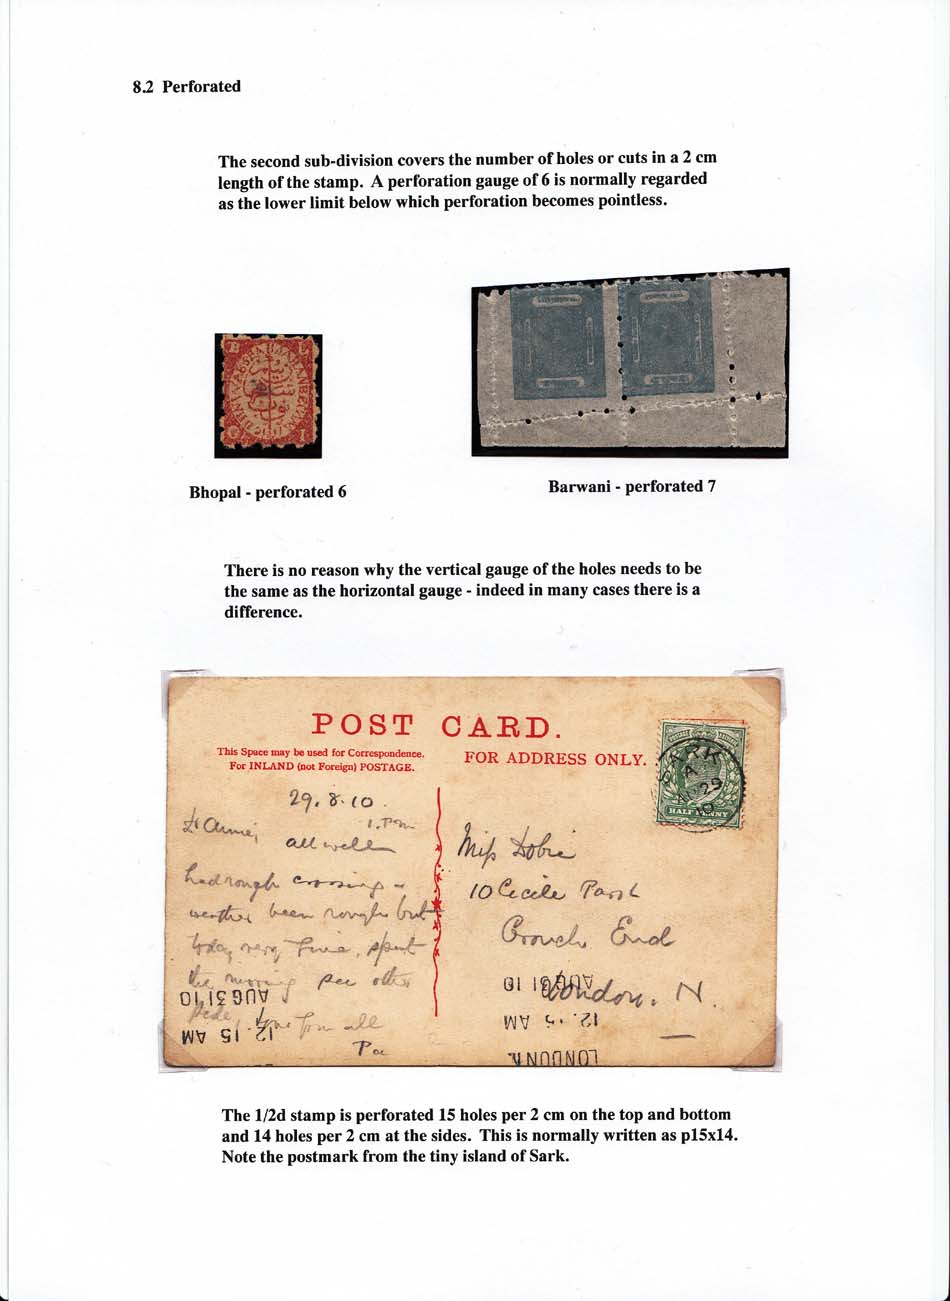 8.2 Perforated
The second sub-division covers the number of holes or cuts in a 2 cm
length of the stamp. A perforation gauge of 6 is normally regarded
as the lower limit below which perforation becomes pointless.
Bhopal - perforated 6
Barwani - perforated 7
There is no reason why the vertical gauge of the holes needs to be
the same as the horizontal gauge - indeed in many cases there is a
difference.
POST CARD.
This Space may be used for Correspondence.
For INLAND (not Foreign) POSTAGE.
FOR ADDRESS ONLY.
29.8.10.
1.pm
all well
had rough crossing
weather been rough but
today very fine, spent
the morning
love from all
Pa
AUG 31 10
12.15 AM
Miss Dobie
10 Cecile Park
Crouch End
London. N.
AUG 31 10
12.15 AM
LONDON.N.
SARK
A
AU 29
10
HALFPENNY
The 1/2d stamp is perforated 15 holes per 2 cm on the top and bottom
and 14 holes per 2 cm at the sides. This is normally written as p15x14.
Note the postmark from the tiny island of Sark.